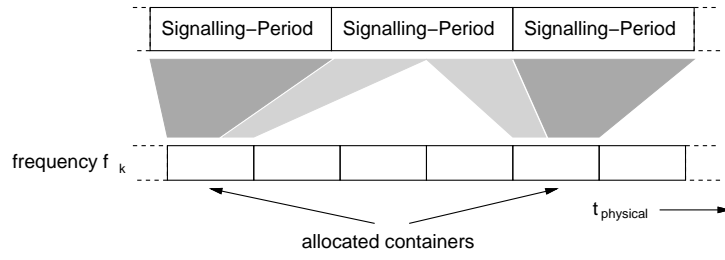 Signalling−Period Signalling−Period Signalling−Period
frequency f k
t physical
allocated containers